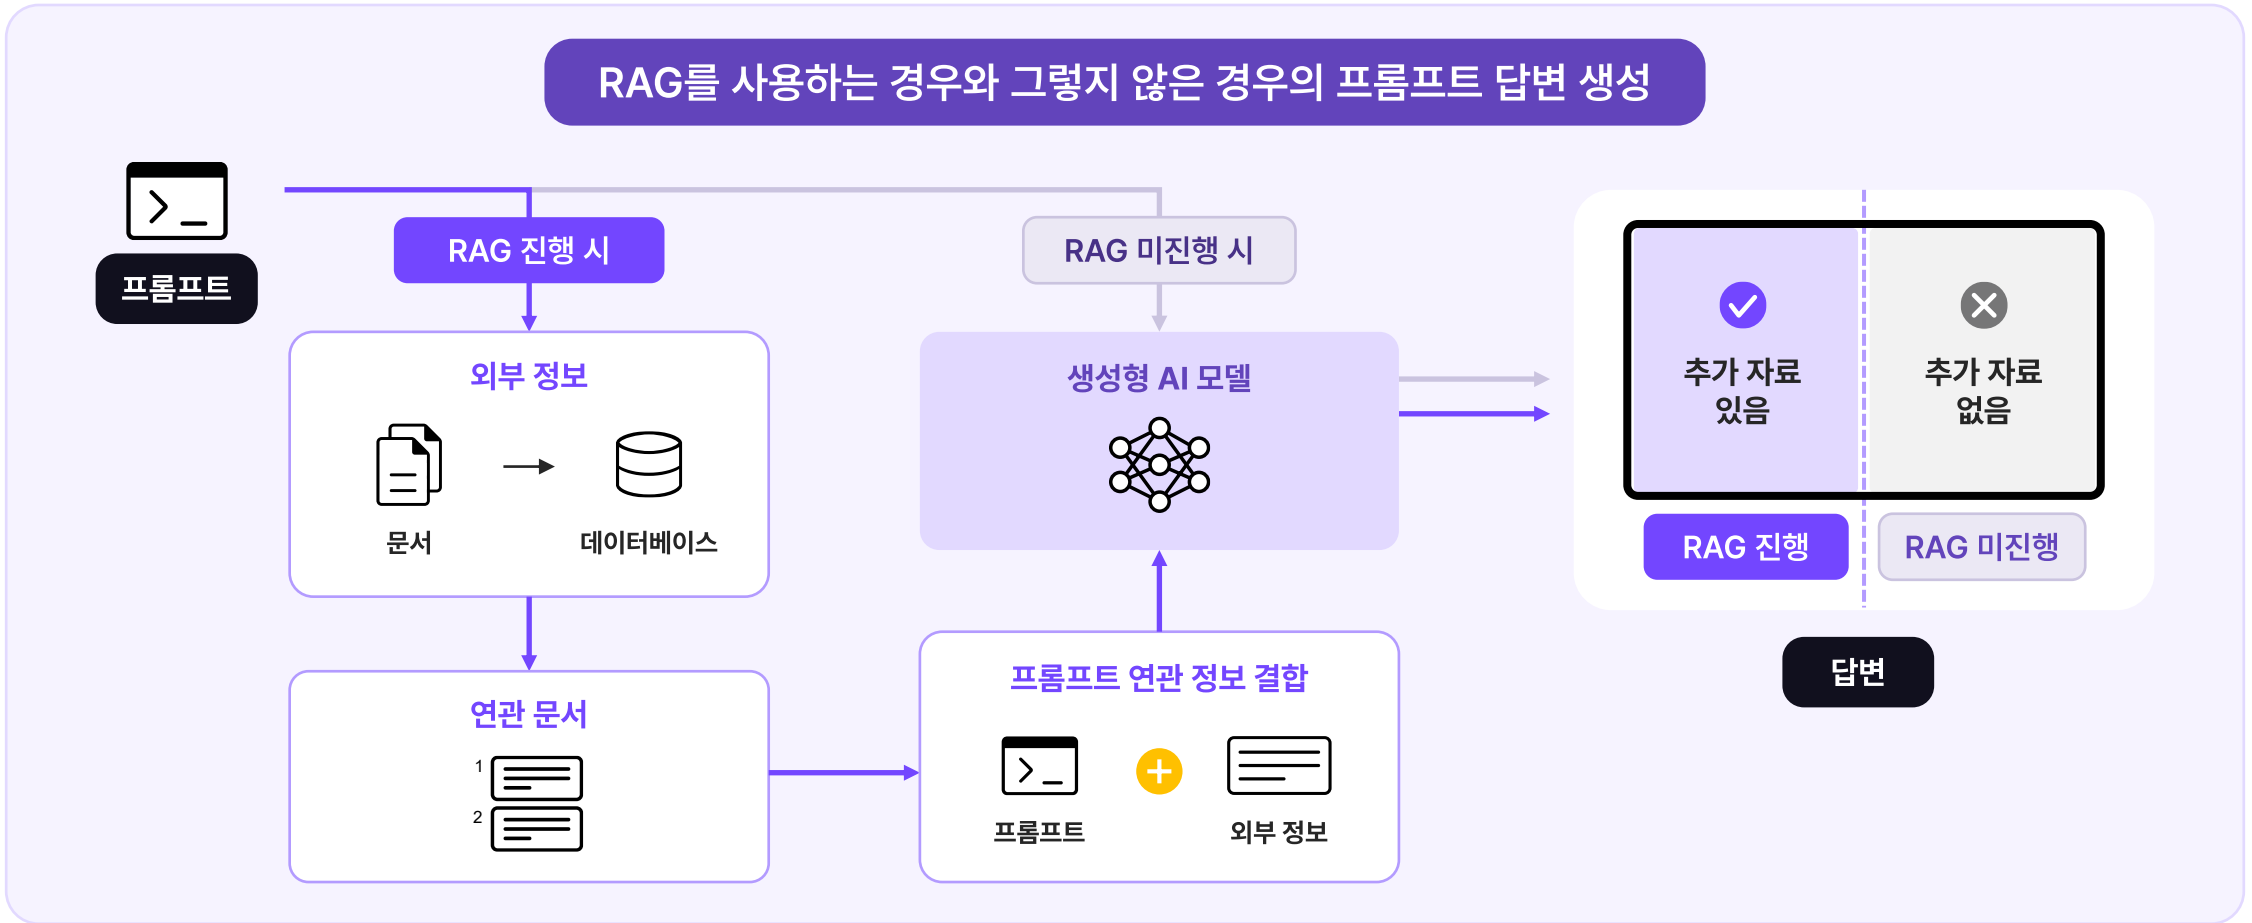 RAG를 사용하는 경우와 그렇지 않은 경우의 프롬프트 답변 생성
프롬프트
RAG 진행 시
RAG 미진행 시
외부 정보
문서
데이터베이스
생성형 AI 모델
연관 문서
1
2
프롬프트 연관 정보 결합
프롬프트
외부 정보
추가 자료
있음
추가 자료
없음
RAG 진행
RAG 미진행
답변